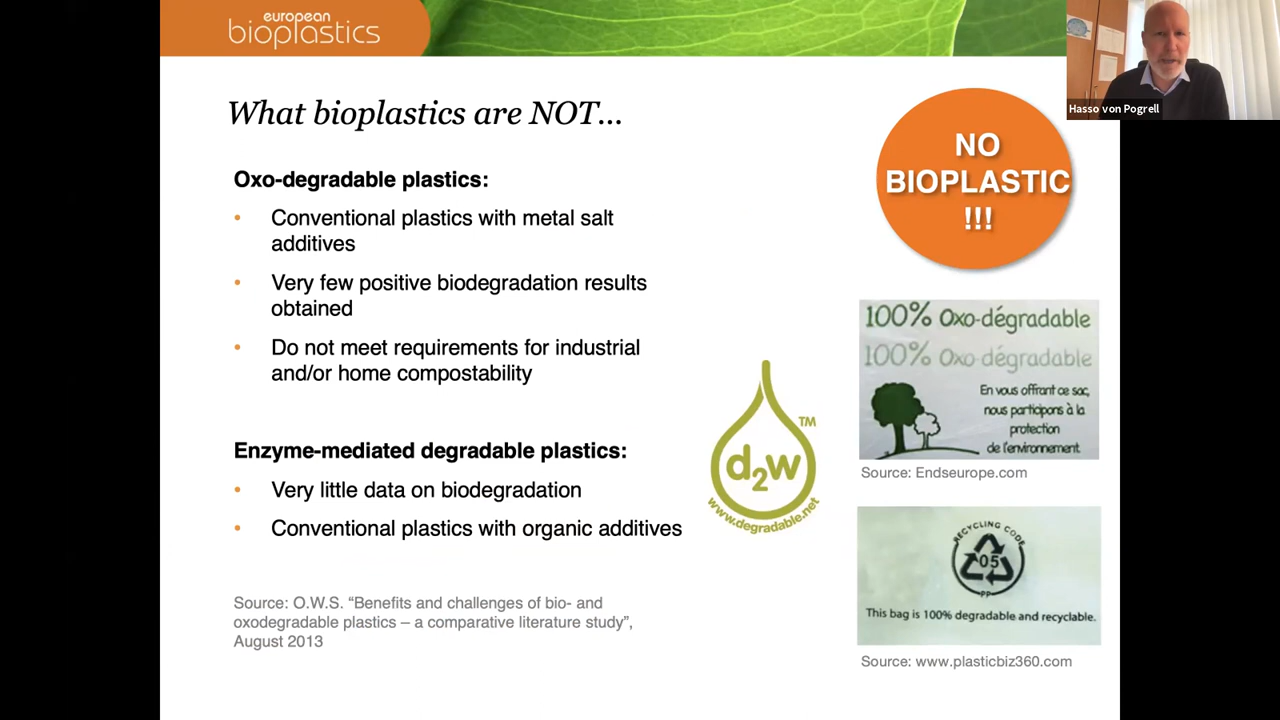 european
bioplastics
Hasso von Pogrell
What bioplastics are NOT...
NO
BIOPLASTIC
!!!
Oxo-degradable plastics:
• Conventional plastics with metal salt
additives
• Very few positive biodegradation results
obtained
• Do not meet requirements for industrial
and/or home compostability
Enzyme-mediated degradable plastics:
• Very little data on biodegradation
• Conventional plastics with organic additives
Source: O.W.S. “Benefits and challenges of bio- and
oxodegradable plastics – a comparative literature study”,
August 2013
d2w
TM
www.degradable.net
100% Oxo-dégradable
100% Oxo-dégradable
En vous offrant ce sac,
nous participons à la
protection
de l'environnement.
Source: Endseurope.com
RECYCLING CODE
05
PP
This bag is 100% degradable and recyclable.
Source: www.plasticbiz360.com